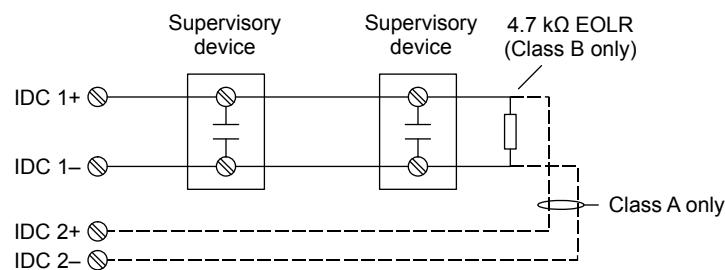 Supervisory
device
Supervisory
device
4.7 kΩ EOLR
(Class B only)
IDC 1+
IDC 1–
IDC 2+
IDC 2–
Class A only